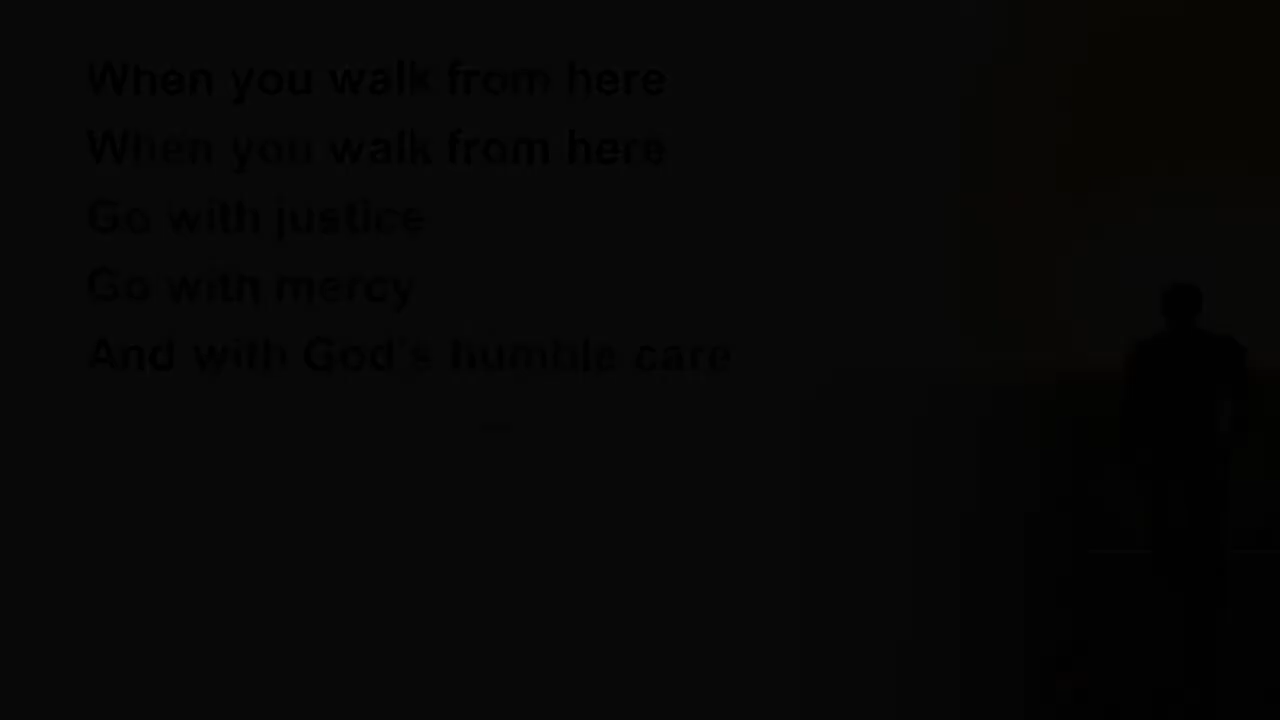 When you walk from here
When you walk from here
Go with justice
Go with mercy
And with God's humble care